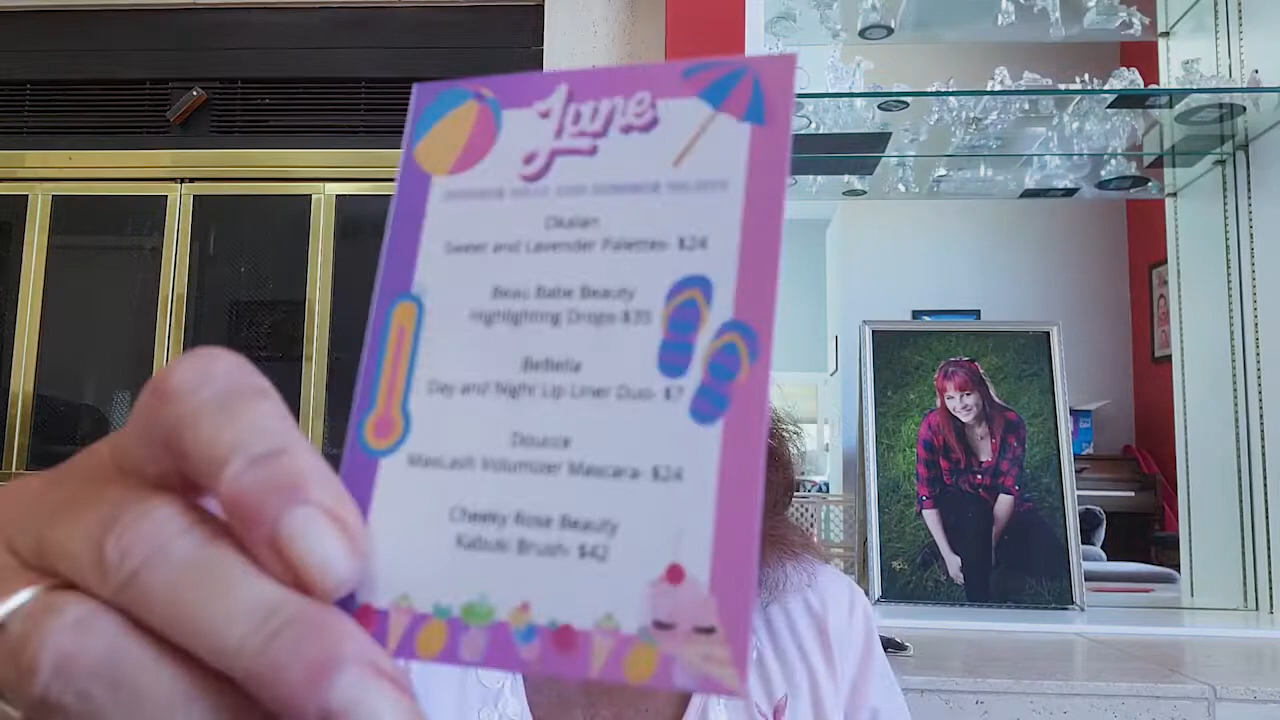 June
Okalan
Sweet and Lavender Palettes- $24
Beau Babe Beauty
Highlighting Drops-$35
BeBella
Day and Night Lip Liner Duo- $7
Doucce
MaxLash Volumizer Mascara- $24
Cheeky Rose Beauty
Kabuki Brush- $42